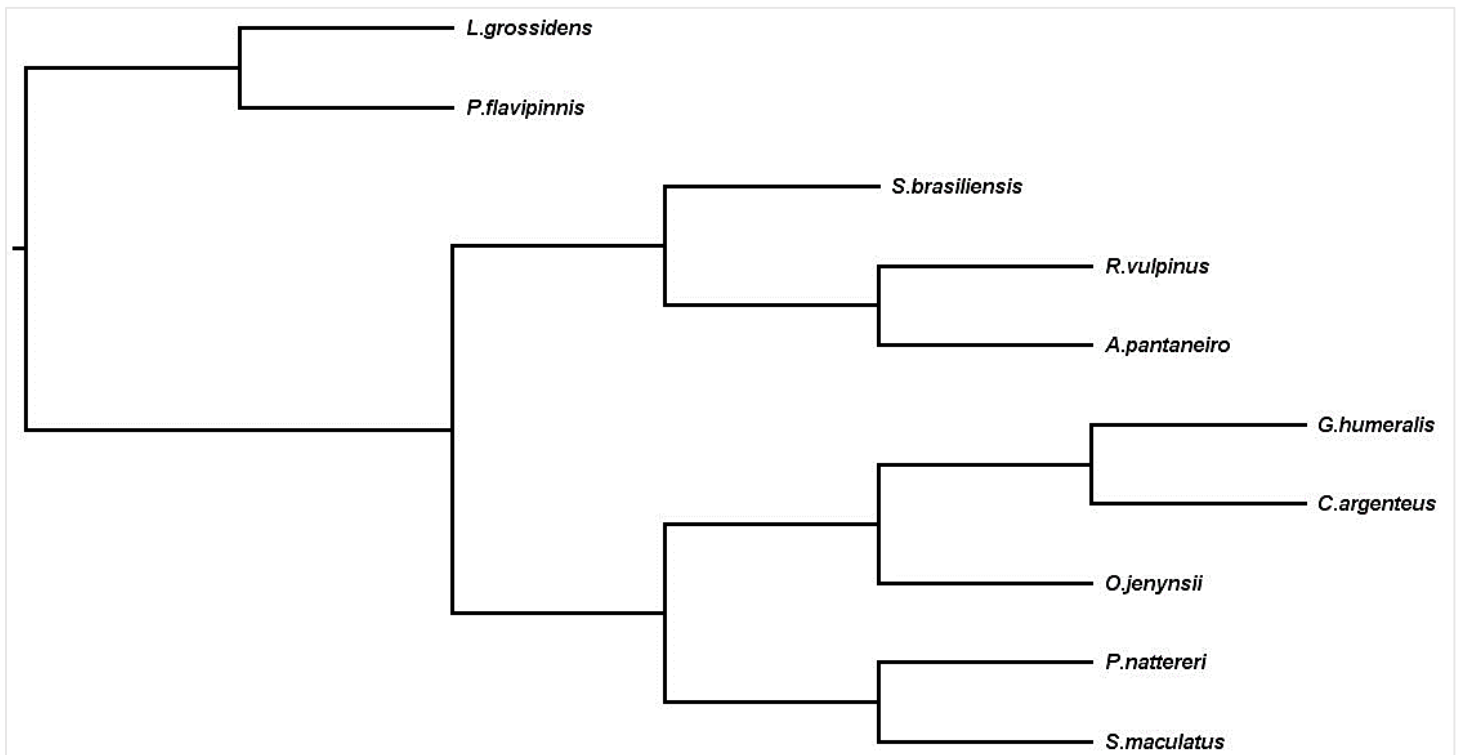 L.grossidens
P.flavipinnis
S.brasiliensis
R.vulpinus
A.pantaneiro
G.humeralis
C.argenteus
O.jenynsii
P.nattereri
S.maculatus